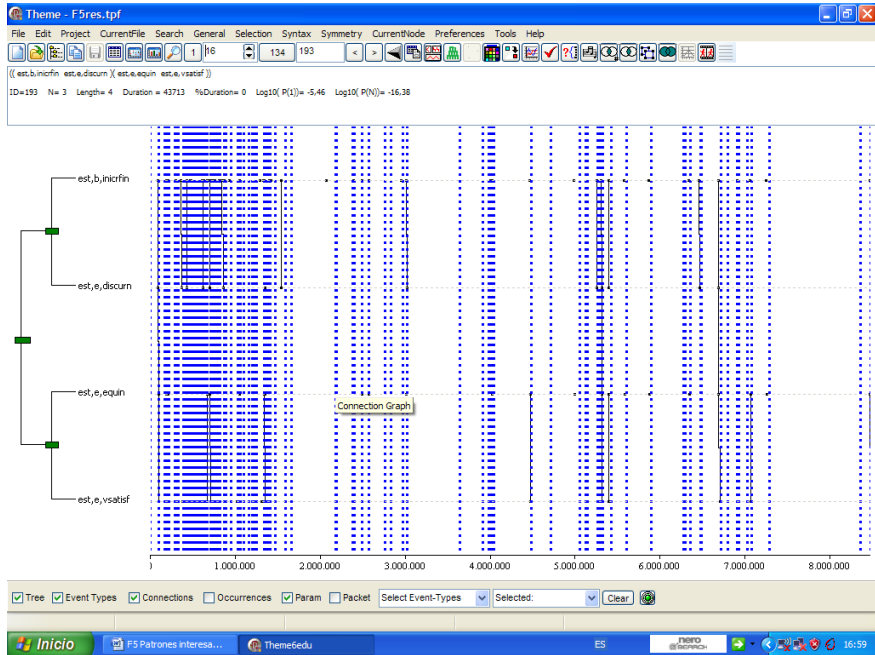 Theme - F5res.tpf
File Edit Project CurrentFile Search General Selection Syntax Symmetry CurrentNode Preferences Tools Help
1 16 134 193 < >
(( est,b,inicrfin est,e,discurn )( est,e,equin est,e,vsatisf ))
ID=193 N= 3 Length= 4 Duration = 43713 %Duration= 0 Log10( P(1))= -5,46 Log10( P(N))= -16,38
est,b,inicrfin
est,e,discurn
est,e,equin
Connection Graph
est,e,vsatisf
1.000.000 2.000.000 3.000.000 4.000.000 5.000.000 6.000.000 7.000.000 8.000.000
Tree Event Types Connections Occurrences Param Packet Select Event-Types Selected: Clear
Inicio F5 Patrones interesa... Theme6edu ES nero SEARCH 16:59